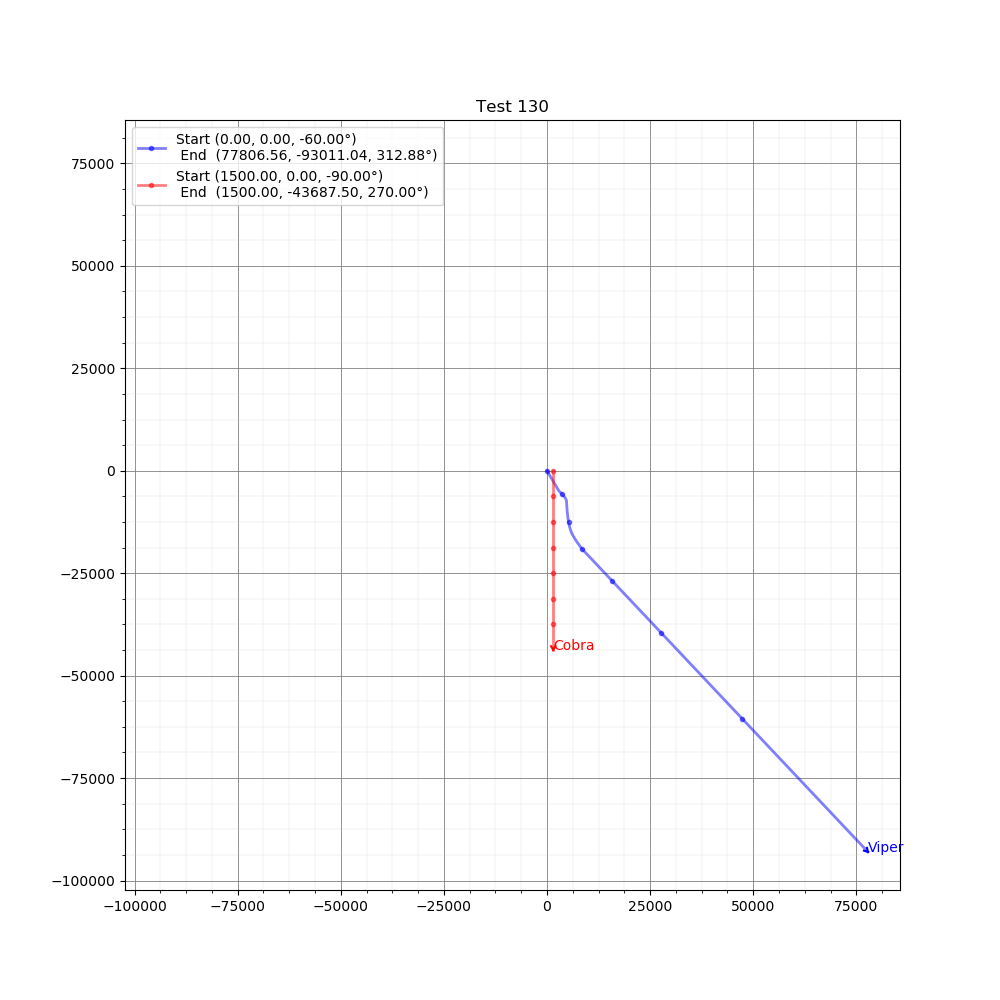 Test 130
Start (0.00, 0.00, -60.00°)
End  (77806.56, -93011.04, 312.88°)
Start (1500.00, 0.00, -90.00°)
End  (1500.00, -43687.50, 270.00°)
75000
50000
25000
0
−25000
−50000
−75000
−100000
Cobra
Viper
−100000 −75000 −50000 −25000 0 25000 50000 75000